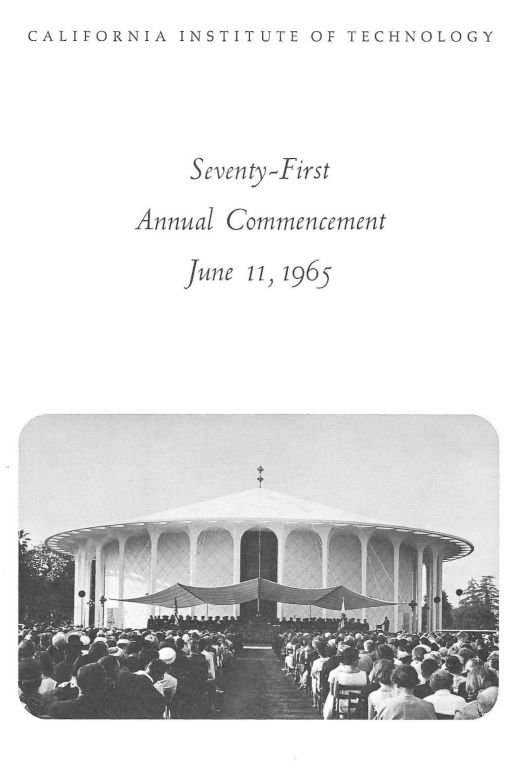 CALIFORNIA INSTITUTE OF TECHNOLOGY
Seventy-First
Annual Commencement
June 11, 1965